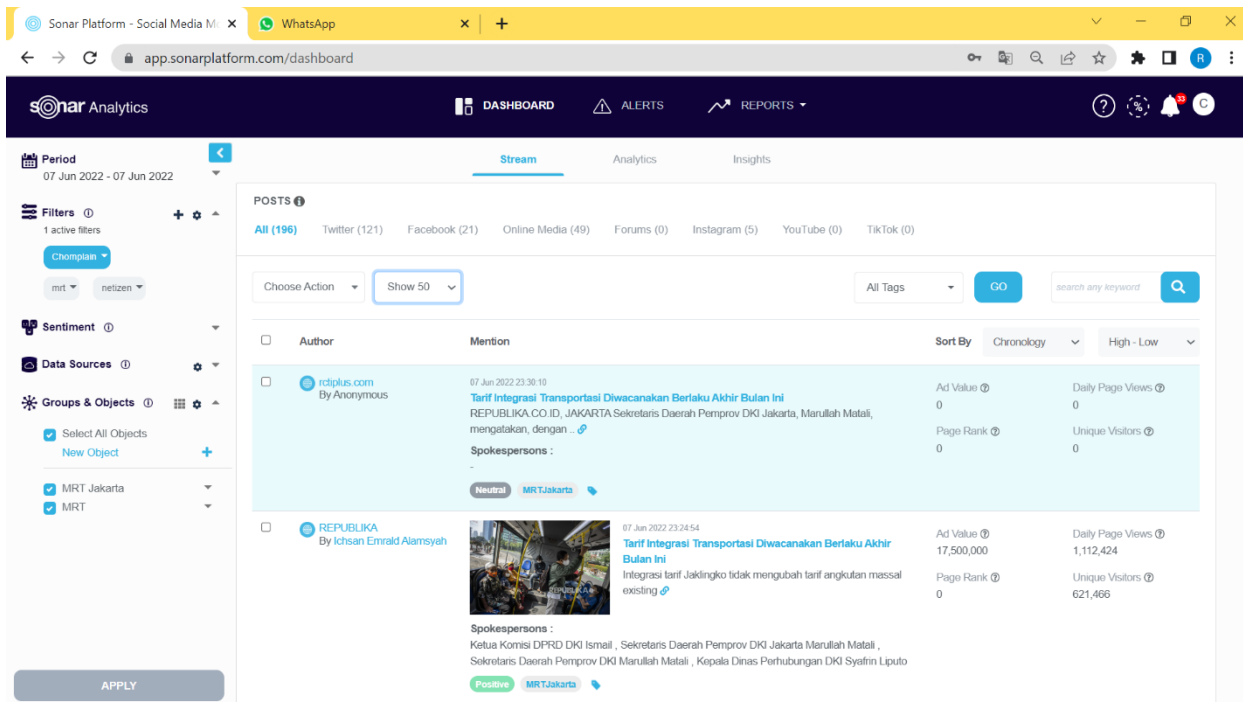 Sonar Platform - Social Media Mo
WhatsApp
app.sonarplatform.com/dashboard
R
sonar Analytics
DASHBOARD
ALERTS
REPORTS
33
C
Period
07 Jun 2022 - 07 Jun 2022
Filters
1 active filters
Chomplain
mrt
netizen
Sentiment
Data Sources
Groups & Objects
Select All Objects
New Object
MRT Jakarta
MRT
APPLY
Stream
Analytics
Insights
POSTS
All (196)
Twitter (121)
Facebook (21)
Online Media (49)
Forums (0)
Instagram (5)
YouTube (0)
TikTok (0)
Choose Action
Show 50
All Tags
GO
search any keyword
Author
Mention
Sort By
Chronology
High - Low
rctiplus.com
By Anonymous
07 Jun 2022 23:30:10
Tarif Integrasi Transportasi Diwacanakan Berlaku Akhir Bulan Ini
REPUBLIKA.CO.ID, JAKARTA Sekretaris Daerah Pemprov DKI Jakarta, Marullah Matali,
mengatakan, dengan ..
Spokespersons :
-
Neutral
MRTJakarta
Ad Value
0
Daily Page Views
0
Page Rank
0
Unique Visitors
0
REPUBLIKA
By Ichsan Emrald Alamsyah
REPUBLIKA
07 Jun 2022 23:24:54
Tarif Integrasi Transportasi Diwacanakan Berlaku Akhir
Bulan Ini
Integrasi tarif Jaklingko tidak mengubah tarif angkutan massal
existing
Spokespersons :
Ketua Komisi DPRD DKI Ismail , Sekretaris Daerah Pemprov DKI Jakarta Marullah Matali ,
Sekretaris Daerah Pemprov DKI Marullah Matali , Kepala Dinas Perhubungan DKI Syafrin Liputo
Positive
MRTJakarta
Ad Value
17,500,000
Daily Page Views
1,112,424
Page Rank
0
Unique Visitors
621,466